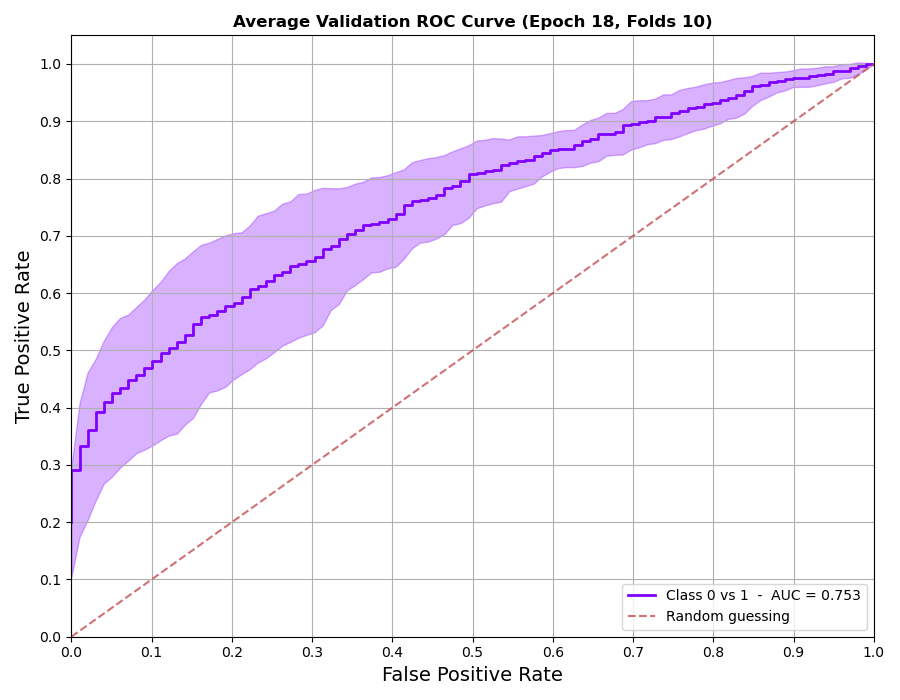 Average Validation ROC Curve (Epoch 18, Folds 10)
True Positive Rate
1.0
0.9
0.8
0.7
0.6
0.5
0.4
0.3
0.2
0.1
0.0
0.0 0.1 0.2 0.3 0.4 0.5 0.6 0.7 0.8 0.9 1.0
False Positive Rate
Class 0 vs 1 - AUC = 0.753
Random guessing